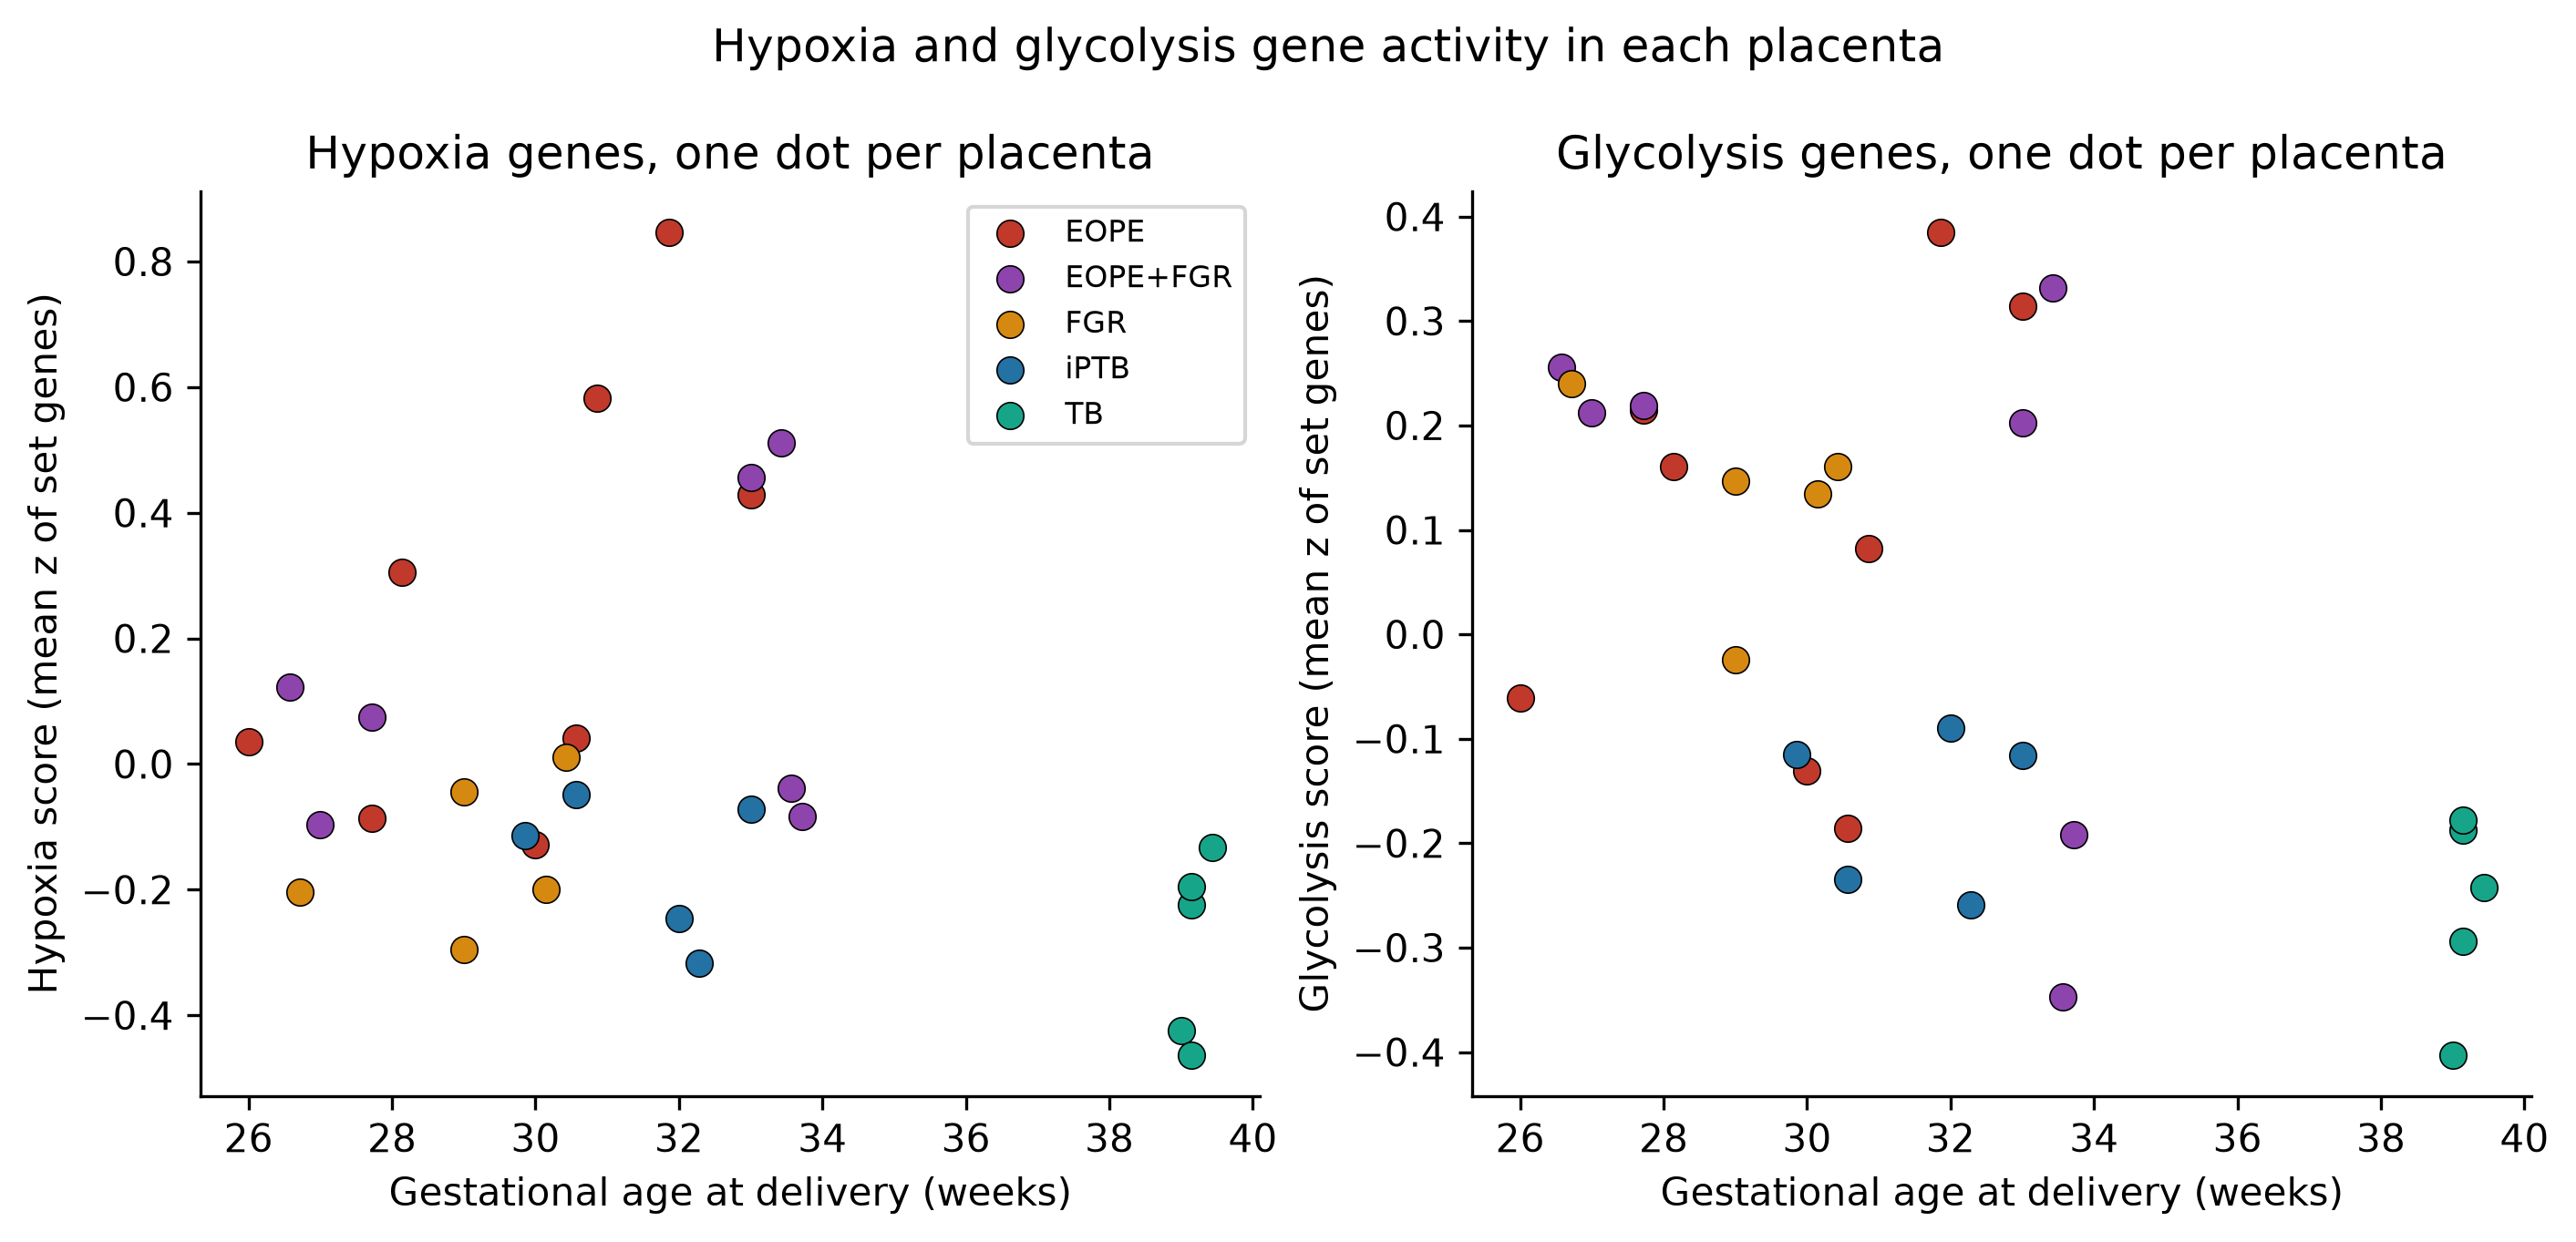 Hypoxia and glycolysis gene activity in each placenta
Hypoxia genes, one dot per placenta
Hypoxia score (mean z of set genes)
0.8
0.6
0.4
0.2
0.0
−0.2
−0.4
EOPE
EOPE+FGR
FGR
iPTB
TB
26 28 30 32 34 36 38 40
Gestational age at delivery (weeks)
Glycolysis genes, one dot per placenta
Glycolysis score (mean z of set genes)
0.4
0.3
0.2
0.1
0.0
−0.1
−0.2
−0.3
−0.4
26 28 30 32 34 36 38 40
Gestational age at delivery (weeks)